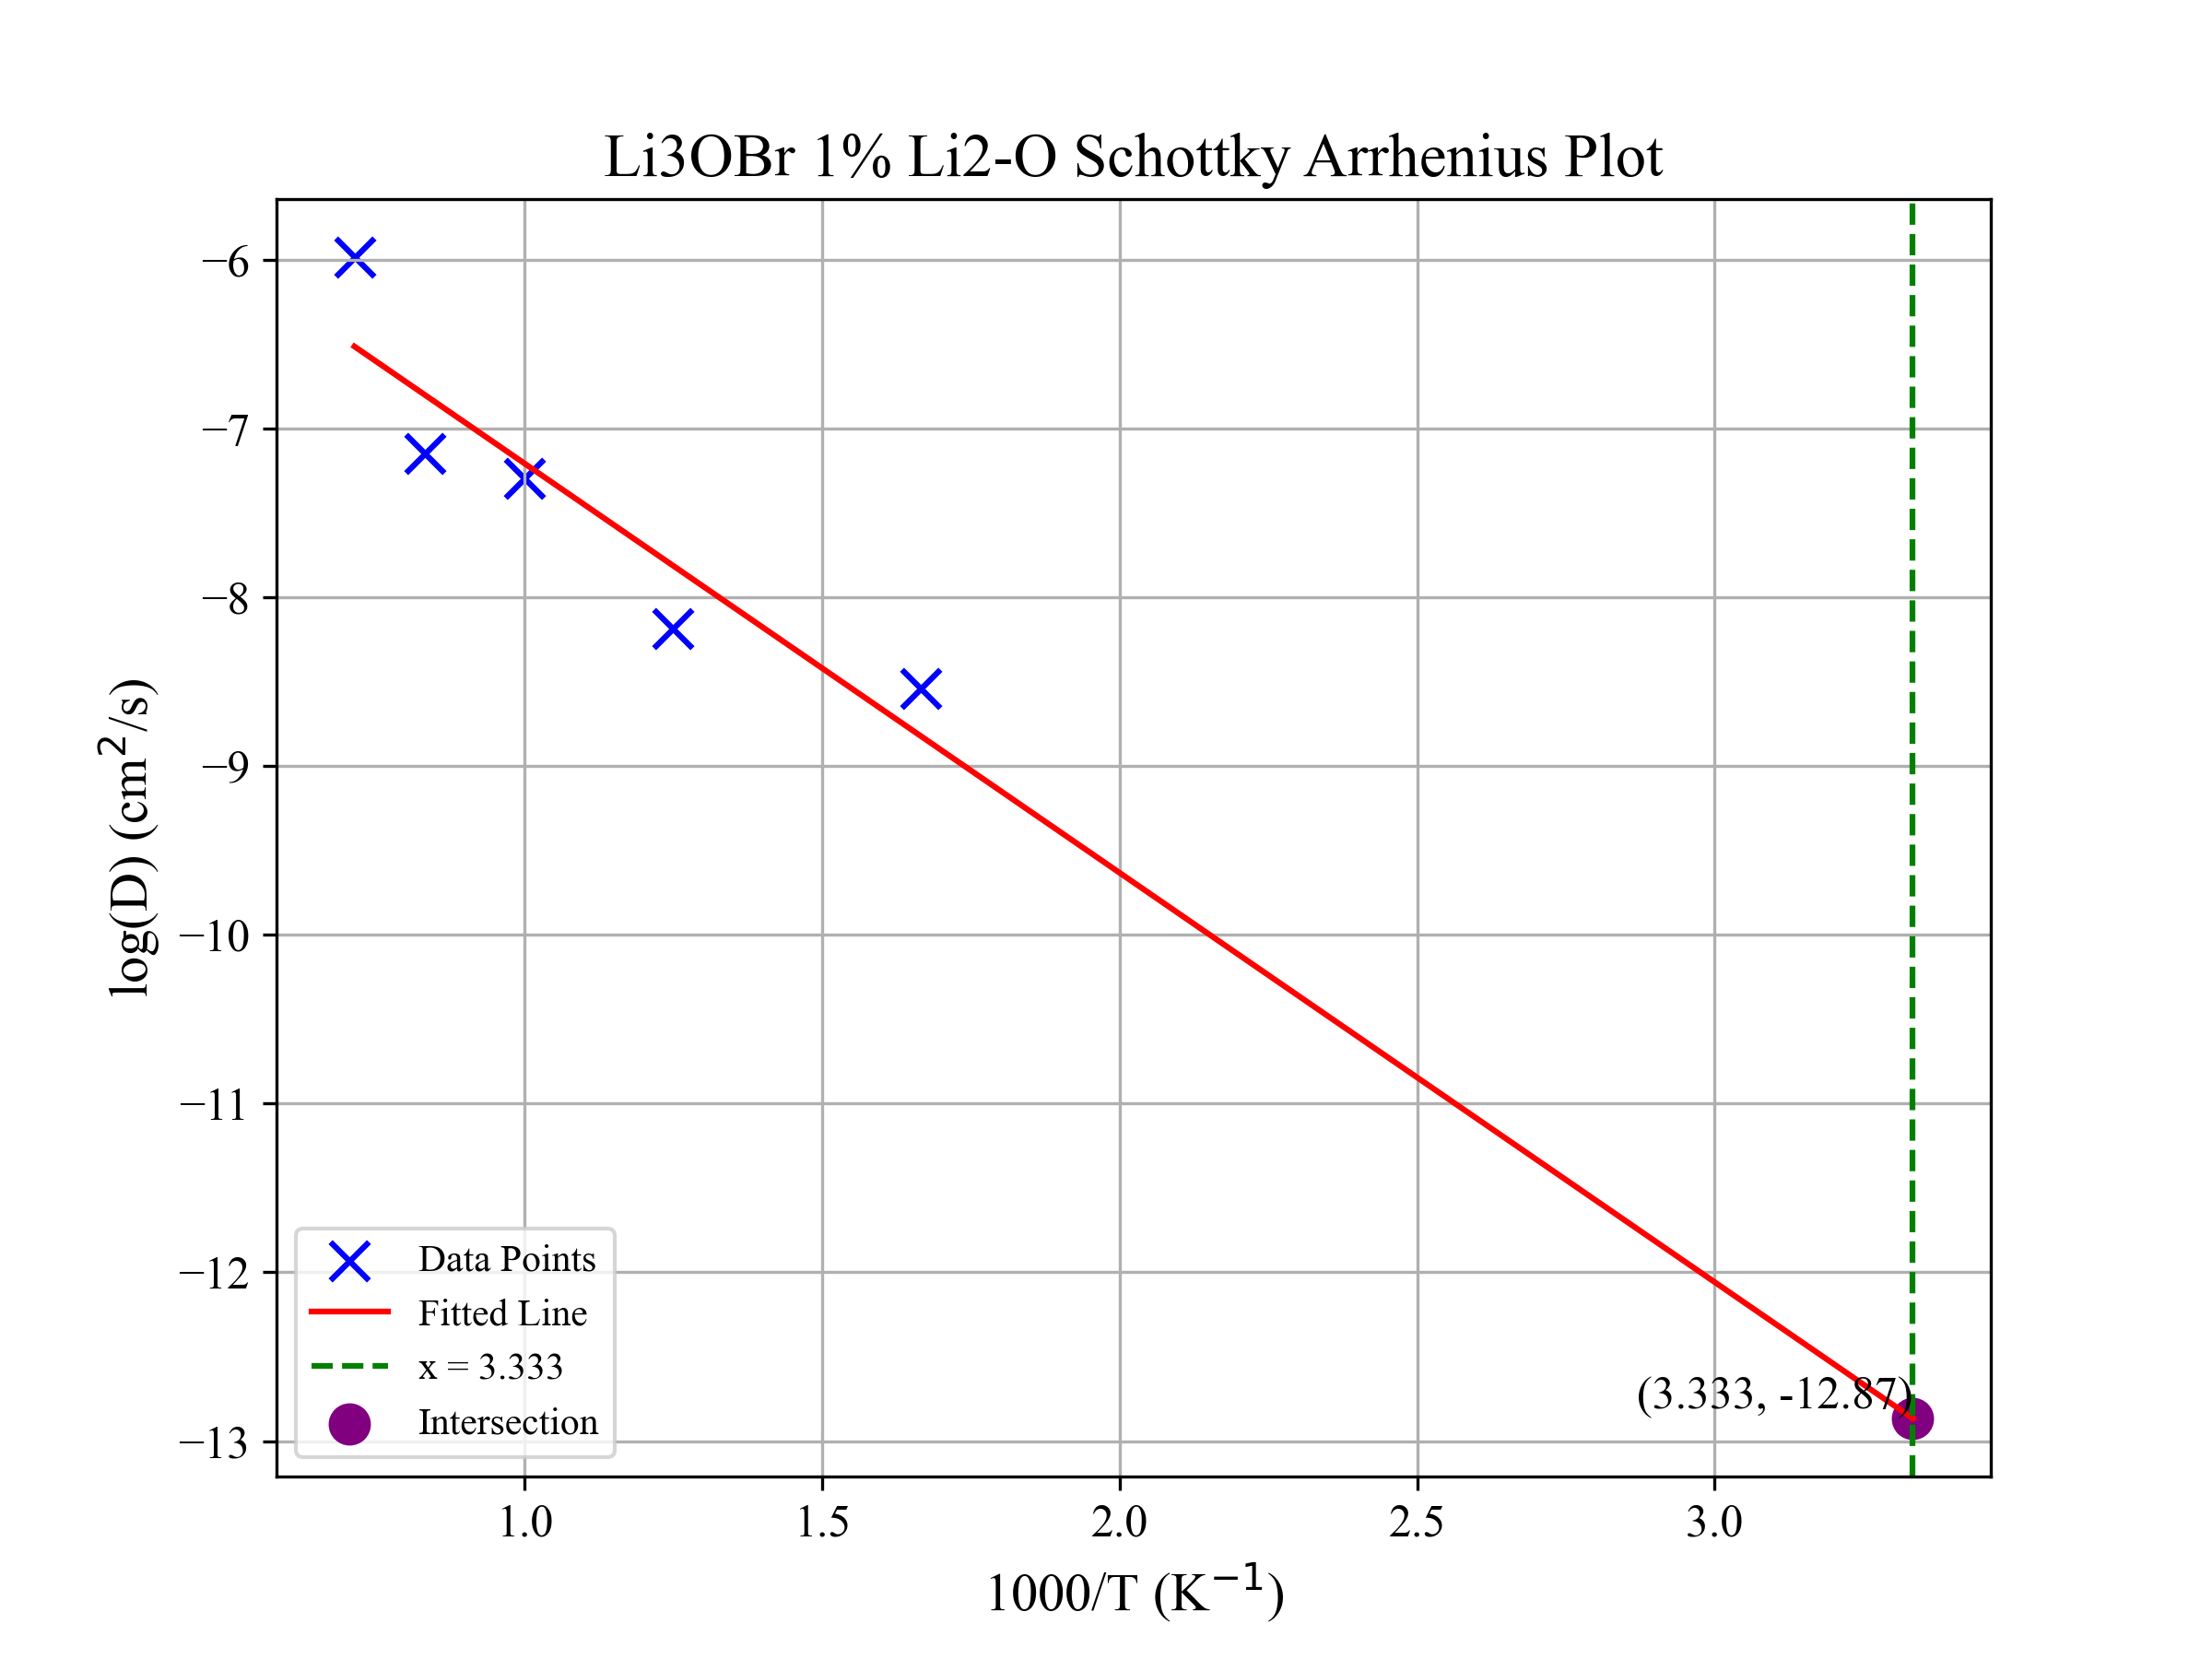 Li3OBr 1% Li2-O Schottky Arrhenius Plot
log(D) (cm²/s)
−6
−7
−8
−9
−10
−11
−12
−13
Data Points
Fitted Line
x = 3.333
Intersection
(3.333, -12.87)
1.0 1.5 2.0 2.5 3.0
1000/T (K⁻¹)